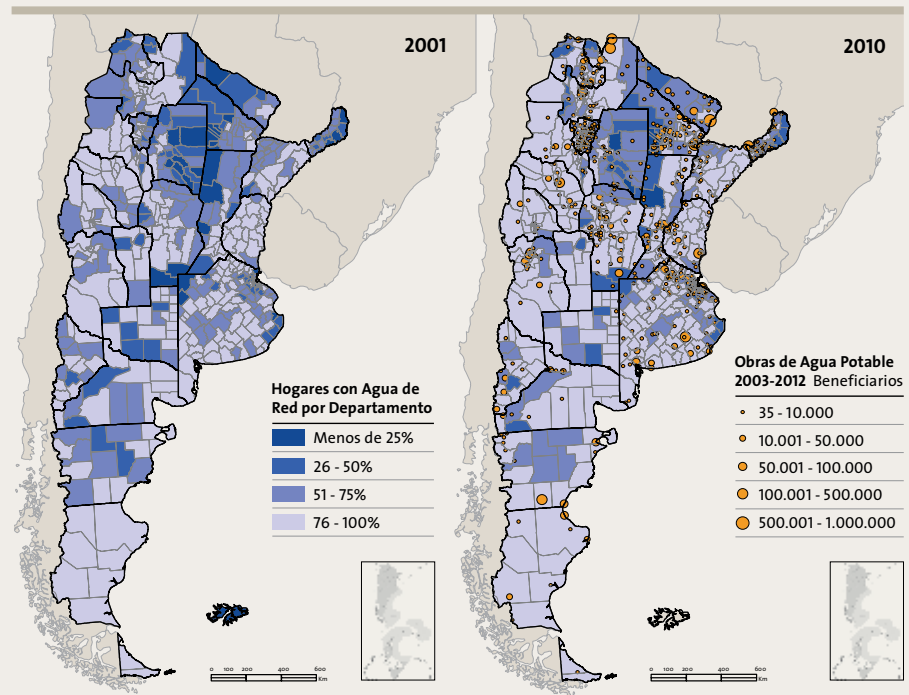 2001
2010
Hogares con Agua de
Red por Departamento
Menos de 25%
26 - 50%
51 - 75%
76 - 100%
Obras de Agua Potable
2003-2012 Beneficiarios
35 - 10.000
10.001 - 50.000
50.001 - 100.000
100.001 - 500.000
500.001 - 1.000.000
0 100 200 400 600
Km
0 100 200 400 600
Km